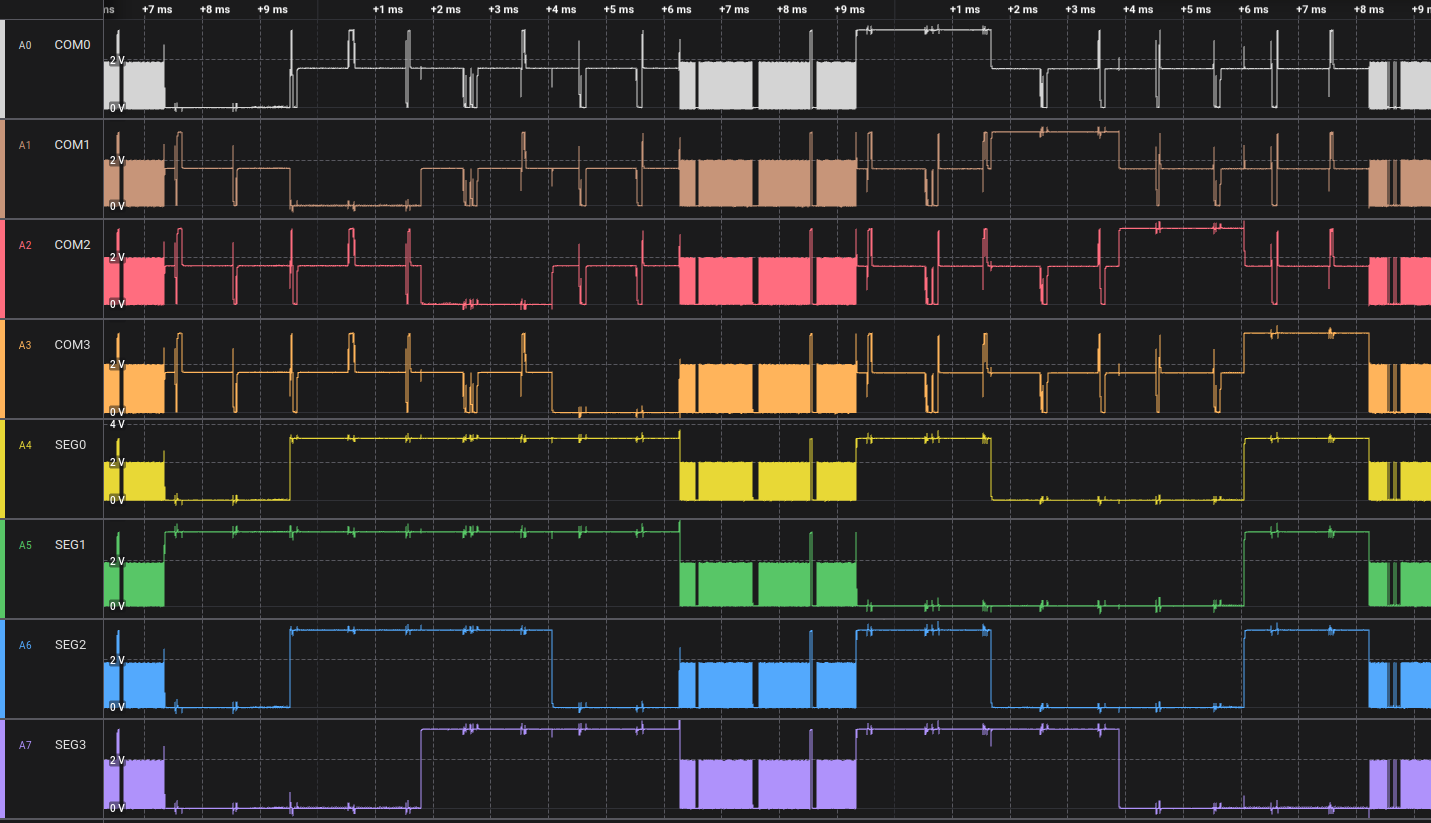 ns +7 ms +8 ms +9 ms +1 ms +2 ms +3 ms +4 ms +5 ms +6 ms +7 ms +8 ms +9 ms +1 ms +2 ms +3 ms +4 ms +5 ms +6 ms +7 ms +8 ms +9 m
A0 COM0
2 V
0 V
A1 COM1
2 V
0 V
A2 COM2
2 V
0 V
A3 COM3
2 V
0 V
4 V
A4 SEG0
2 V
0 V
A5 SEG1
2 V
0 V
A6 SEG2
2 V
0 V
A7 SEG3
2 V
0 V